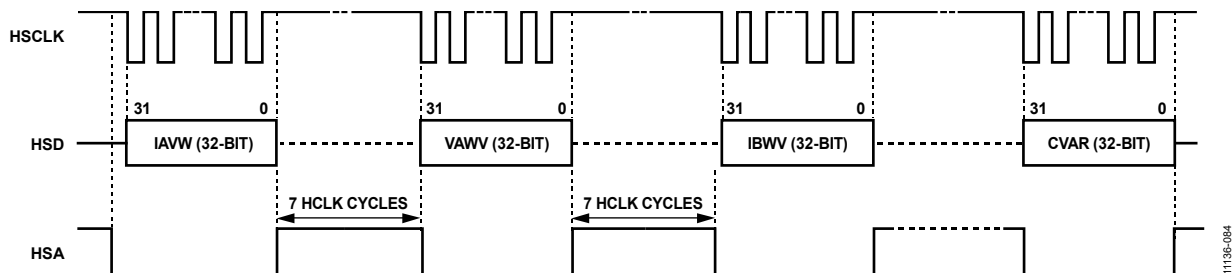 HSCLK
31 0 31 0 31 0 31 0
HSD IAVW (32-BIT) VAWV (32-BIT) IBWV (32-BIT) CVAR (32-BIT)
7 HCLK CYCLES 7 HCLK CYCLES
HSA
11136-084